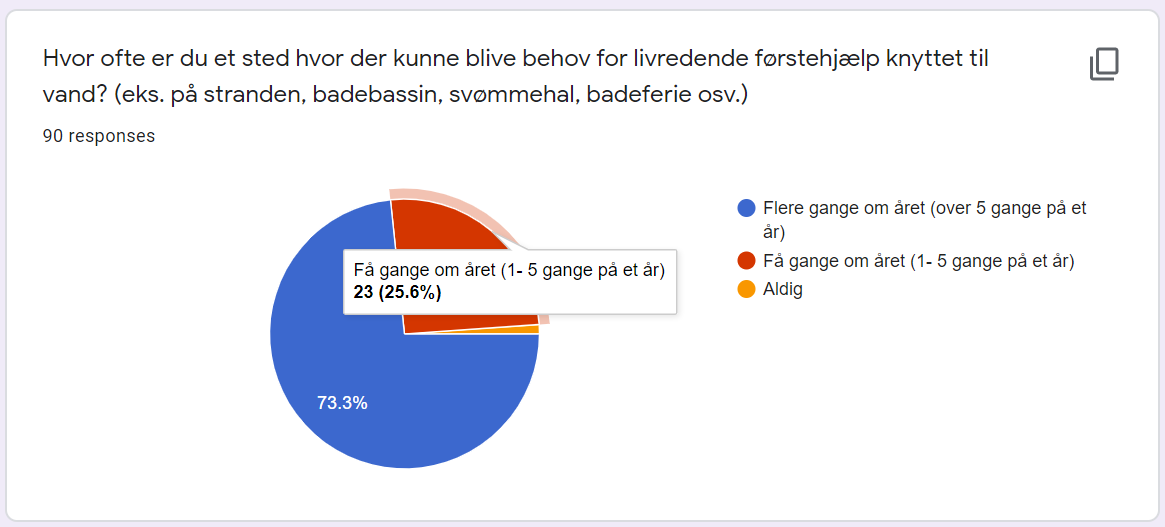 Hvor ofte er du et sted hvor der kunne blive behov for livredende førstehjælp knyttet til
vand? (eks. på stranden, badebassin, svømmehal, badeferie osv.)
90 responses
Flere gange om året (over 5 gange på et
år)
Få gange om året (1- 5 gange på et år)
Aldig
Få gange om året (1- 5 gange på et år)
23 (25.6%)
73.3%